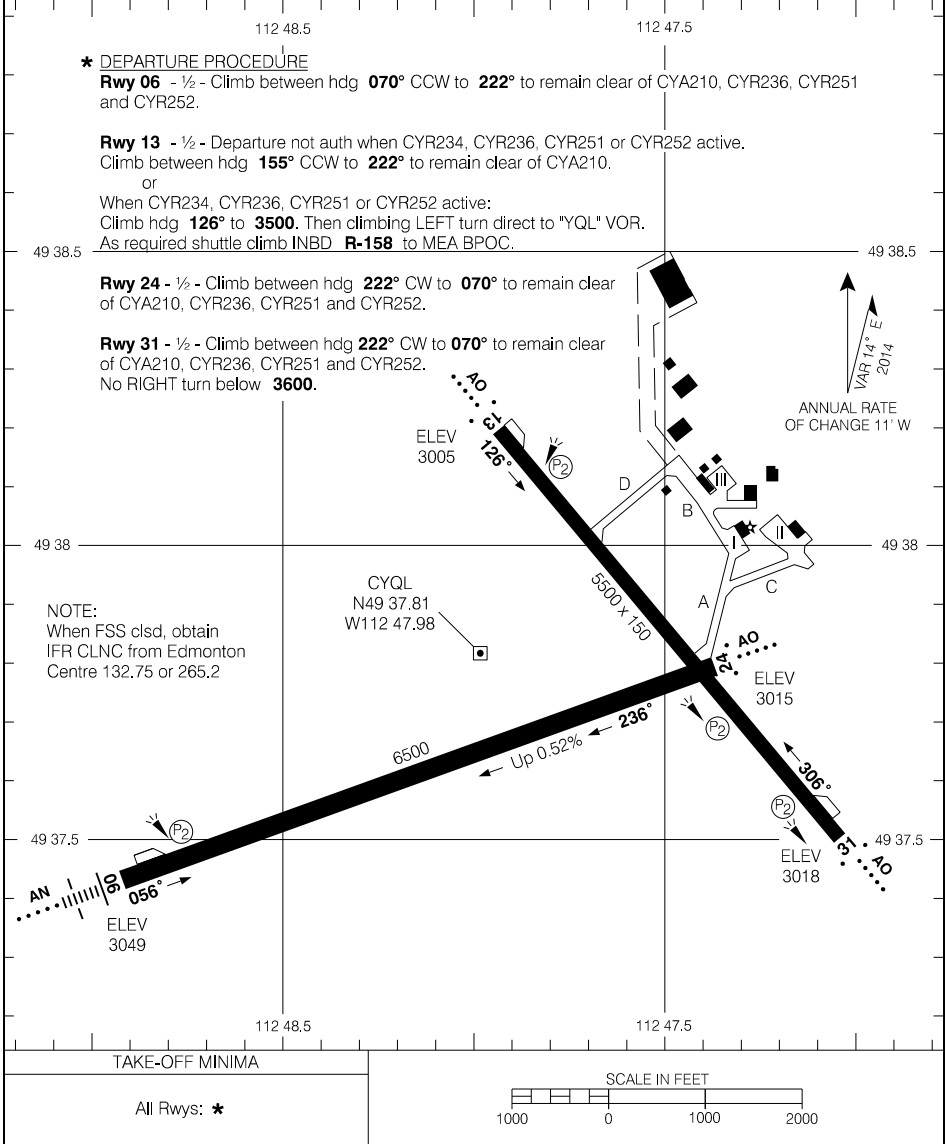 112 48.5
112 47.5
* DEPARTURE PROCEDURE
Rwy 06 - ½ - Climb between hdg 070° CCW to 222° to remain clear of CYA210, CYR236, CYR251
and CYR252.
Rwy 13 - ½ - Departure not auth when CYR234, CYR236, CYR251 or CYR252 active.
Climb between hdg 155° CCW to 222° to remain clear of CYA210.
or
When CYR234, CYR236, CYR251 or CYR252 active:
Climb hdg 126° to 3500. Then climbing LEFT turn direct to "YQL" VOR.
As required shuttle climb INBD R-158 to MEA BPOC.
49 38.5
49 38.5
Rwy 24 - ½ - Climb between hdg 222° CW to 070° to remain clear
of CYA210, CYR236, CYR251 and CYR252.
Rwy 31 - ½ - Climb between hdg 222° CW to 070° to remain clear
of CYA210, CYR236, CYR251 and CYR252.
No RIGHT turn below 3600.
VAR 14° E
2014
ANNUAL RATE
OF CHANGE 11' W
AO
13
ELEV
3005
126°
P2
D
III
B
49 38
I
II
49 38
5500 x 150
A
C
CYQL
N49 37.81
W112 47.98
NOTE:
When FSS clsd, obtain
IFR CLNC from Edmonton
Centre 132.75 or 265.2
24
AO
ELEV
3015
236°
Up 0.52%
6500
P2
306°
P2
49 37.5
P2
31
49 37.5
ELEV
3018
AO
AN
06
056°
ELEV
3049
112 48.5
112 47.5
TAKE-OFF MINIMA
All Rwys: *
SCALE IN FEET
1000 0 1000 2000